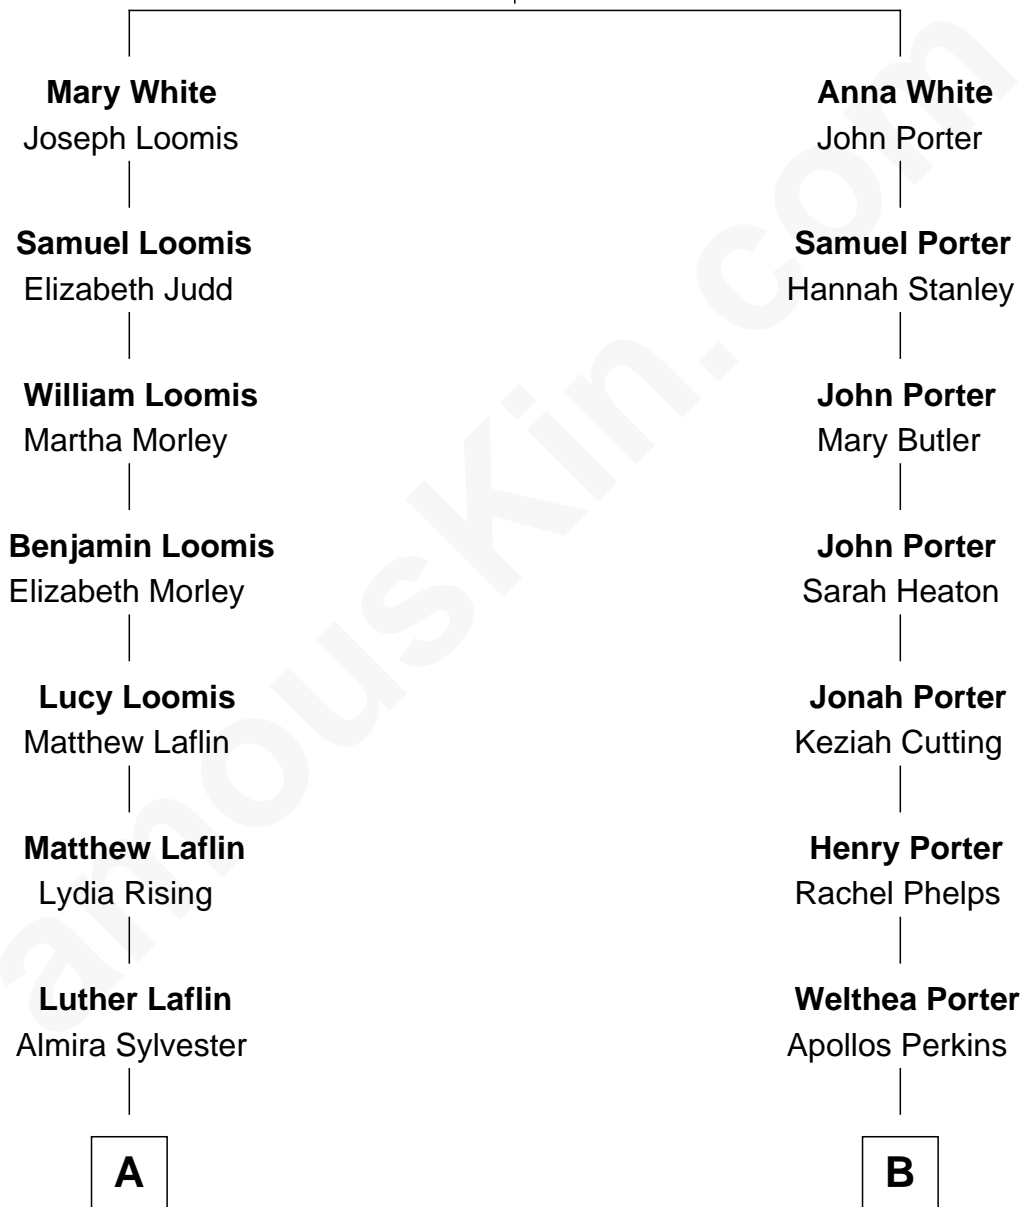 Mary White
Joseph Loomis
Anna White
John Porter
Samuel Loomis
Elizabeth Judd
Samuel Porter
Hannah Stanley
William Loomis
Martha Morley
John Porter
Mary Butler
Benjamin Loomis
Elizabeth Morley
John Porter
Sarah Heaton
Lucy Loomis
Matthew Laflin
Jonah Porter
Keziah Cutting
Matthew Laflin
Lydia Rising
Henry Porter
Rachel Phelps
Luther Laflin
Almira Sylvester
Welthea Porter
Apollos Perkins
A
B
amouskin.com